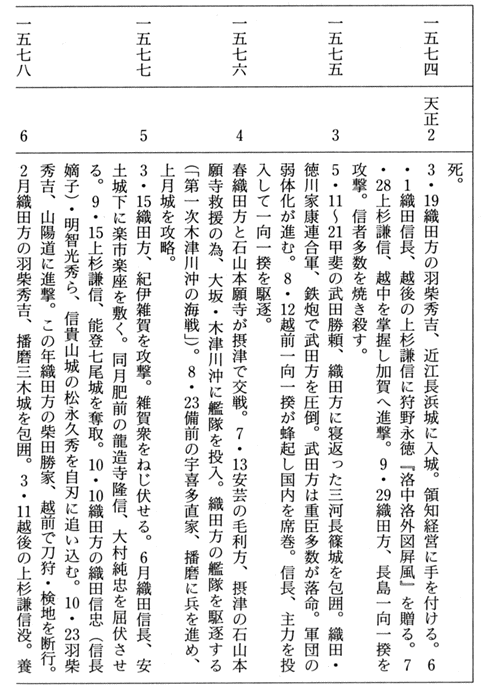 死。
一五七四 天正2 3・19織田方の羽柴秀吉、近江長浜城に入城。領知経営に手を付ける。6
・1織田信長、越後の上杉謙信に狩野永徳『洛中洛外図屏風』を贈る。7
・28上杉謙信、越中を掌握し加賀へ進撃。9・29織田方、長島一向一揆を
攻撃。信者多数を焼き殺す。
一五七五 3 5・11〜21甲斐の武田勝頼、織田方に寝返った三河長篠城を包囲。織田・
徳川家康連合軍、鉄炮で武田方を圧倒。武田方は重臣多数が落命。軍団の
弱体化が進む。8・12越前一向一揆が蜂起し国内を席巻。信長、主力を投
入して一向一揆を駆逐。
一五七六 4 春織田方と石山本願寺が摂津で交戦。7・13安芸の毛利方、摂津の石山本
願寺救援の為、大坂・木津川沖に艦隊を投入。織田方の艦隊を駆逐する
(「第一次木津川沖の海戦」)。8・23備前の宇喜多直家、播磨に兵を進め、
上月城を攻略。
一五七七 5 3・15織田方、紀伊雑賀を攻撃。雑賀衆をねじ伏せる。6月織田信長、安
土城下に楽市楽座を敷く。同月肥前の龍造寺隆信、大村純忠を屈伏させ
る。9・15上杉謙信、能登七尾城を奪取。10・10織田方の織田信忠(信長
嫡子)・明智光秀ら、信貴山城の松永久秀を自刃に追い込む。10・23羽柴
秀吉、山陽道に進撃。この年織田方の柴田勝家、越前で刀狩・検地を断行。
一五七八 6 2月織田方の羽柴秀吉、播磨三木城を包囲。3・11越後の上杉謙信没。養